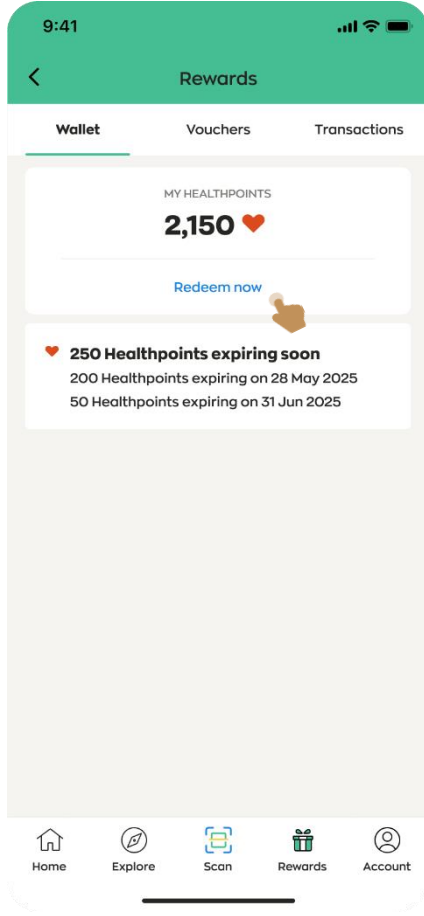 9:41
Rewards
Wallet Vouchers Transactions
MY HEALTHPOINTS
2,150
Redeem now
250 Healthpoints expiring soon
200 Healthpoints expiring on 28 May 2025
50 Healthpoints expiring on 31 Jun 2025
Home Explore Scan Rewards Account